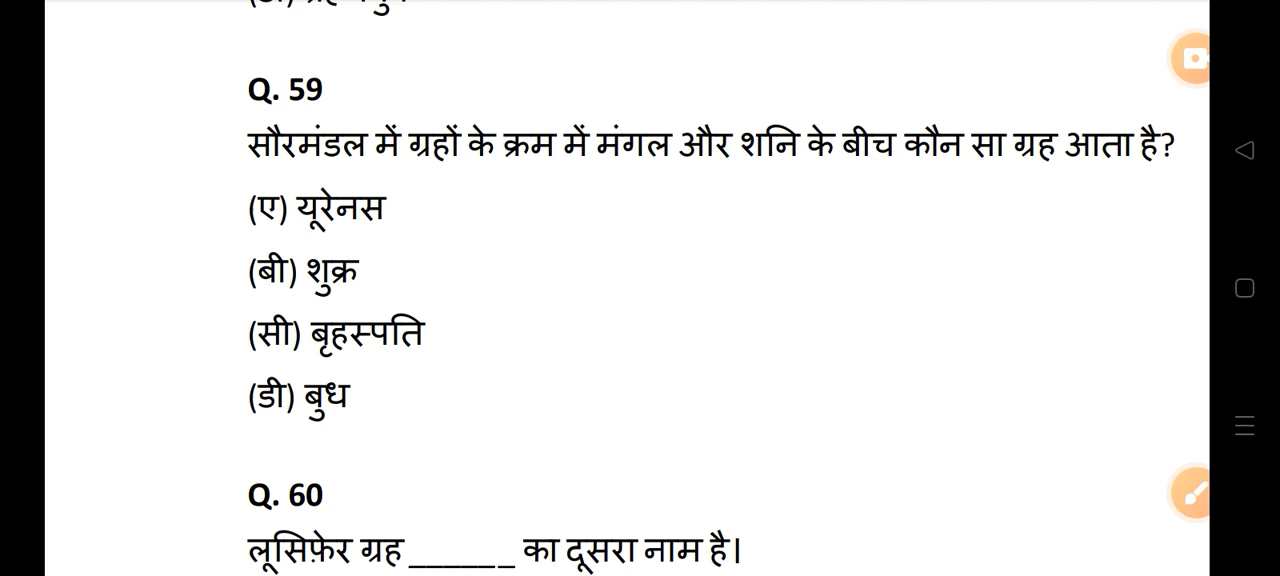 Q. 59
सौरमंडल में ग्रहों के क्रम में मंगल और शनि के बीच कौन सा ग्रह आता है?
(ए) यूरेनस
(बी) शुक्र
(सी) बृहस्पति
(डी) बुध
Q. 60
लूसिफ़ेर ग्रह ______ का दूसरा नाम है।